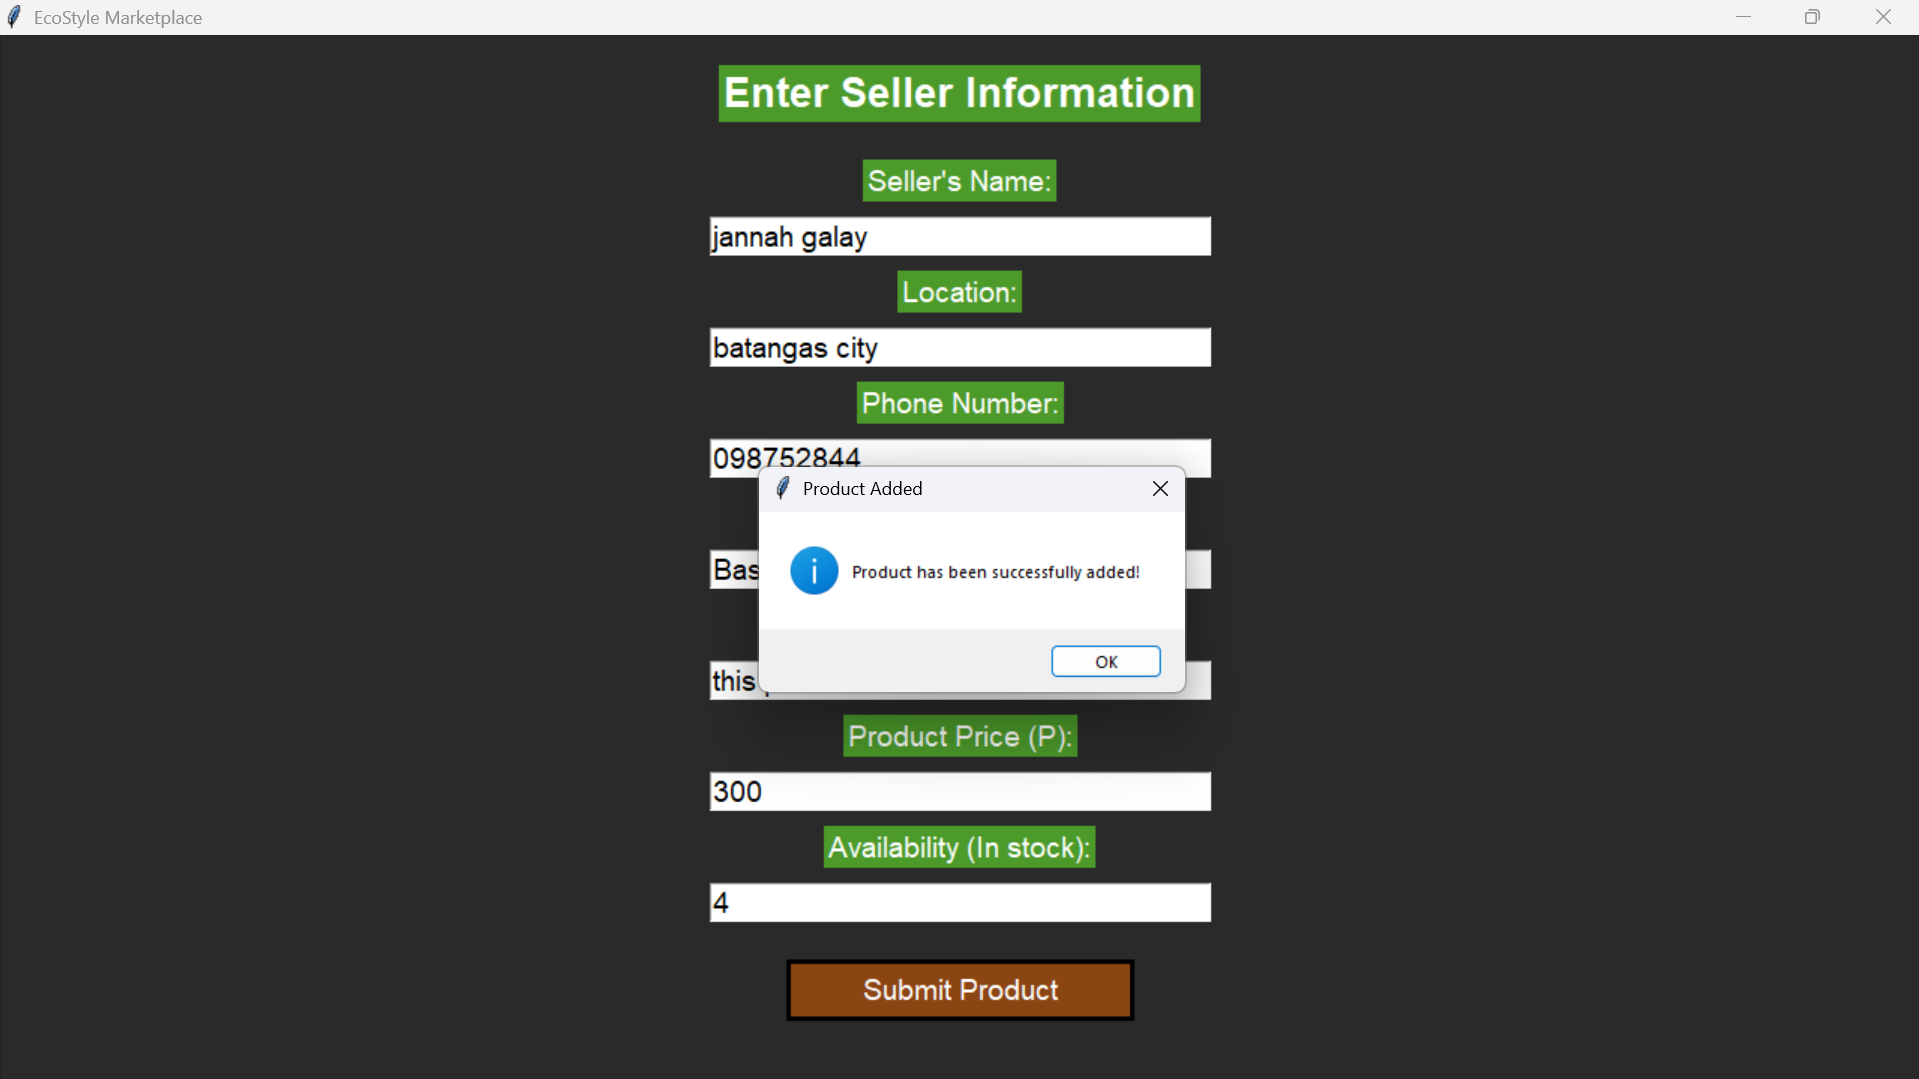 EcoStyle Marketplace
Enter Seller Information
Seller's Name:
jannah galay
Location:
batangas city
Phone Number:
098752844
Product Added
Product has been successfully added!
OK
Bas
this
Product Price (P):
300
Availability (In stock):
4
Submit Product